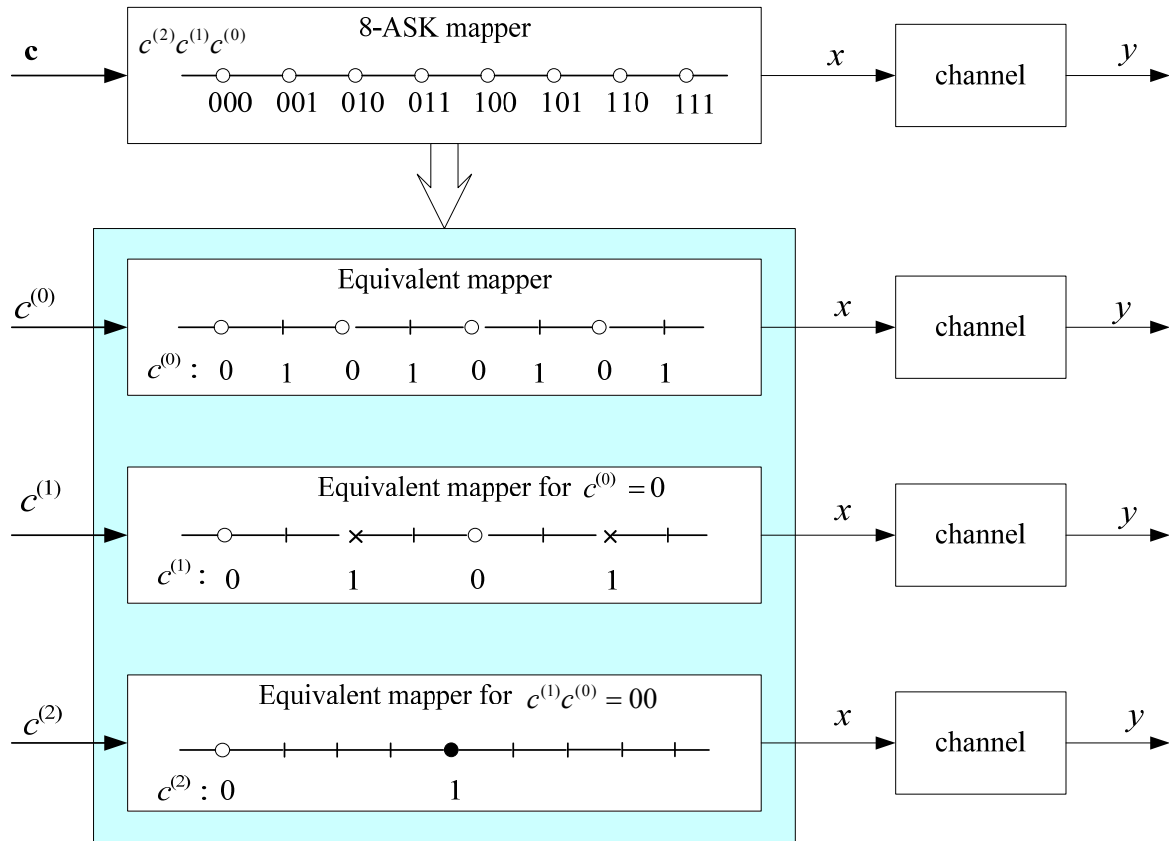 8-ASK mapper
c c^{(2)}c^{(1)}c^{(0)} x channel y
000 001 010 011 100 101 110 111
Equivalent mapper
c^{(0)} x channel y
c^{(0)} : 0 1 0 1 0 1 0 1
Equivalent mapper for c^{(0)} = 0
c^{(1)} x channel y
c^{(1)} : 0 1 0 1
Equivalent mapper for c^{(1)}c^{(0)} = 00
c^{(2)} x channel y
c^{(2)} : 0 1